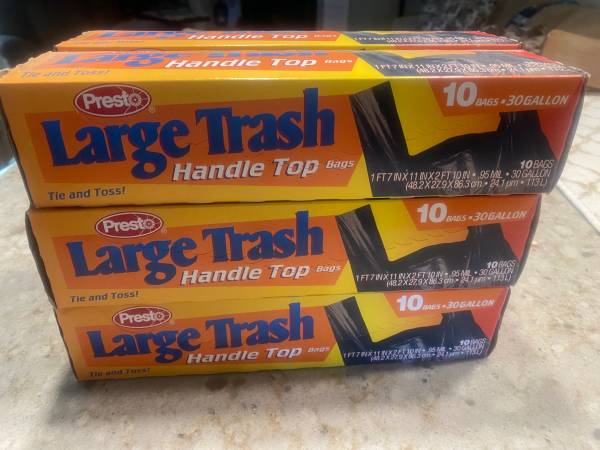 Handle Top Bags
Large
Handle Top Bags
Tie and Toss!
Presto
Large Trash
Handle Top Bags
Tie and Toss!
10 BAGS • 30 GALLON
10 BAGS
1 FT 7 IN X 11 IN X 2 FT 10 IN • .95 MIL • 30 GALLON
(48.2 X 27.9 X 86.3 cm • 24.1 µm • 113 L)
Presto
Large Trash
Handle Top Bags
Tie and Toss!
10 BAGS • 30 GALLON
10 BAGS
1 FT 7 IN X 11 IN X 2 FT 10 IN • .95 MIL • 30 GALLON
(48.2 X 27.9 X 86.3 cm • 24.1 µm • 113 L)
Presto
Large Trash
Handle Top Bags
Tie and Toss!
10 BAGS • 30 GALLON
10 BAGS
1 FT 7 IN X 11 IN X 2 FT 10 IN • .95 MIL • 30 GALLON
(48.2 X 27.9 X 86.3 cm • 24.1 µm • 113 L)